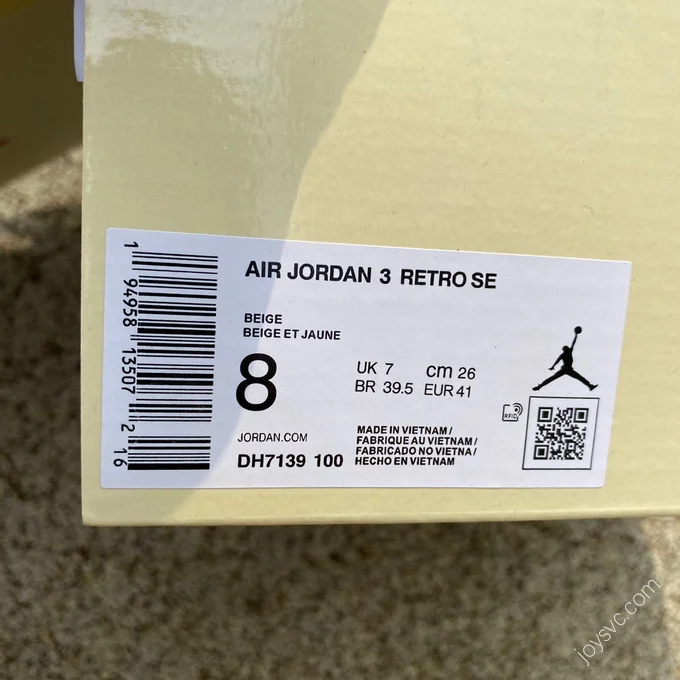 AIR JORDAN 3 RETRO SE
BEIGE
BEIGE ET JAUNE
8
UK 7 cm 26
BR 39.5 EUR 41
RFID
JORDAN.COM
DH7139 100
MADE IN VIETNAM /
FABRIQUE AU VIETNAM /
FABRICADO NO VIETNA /
HECHO EN VIETNAM
1 94958 13507 2 16
joysvc.com